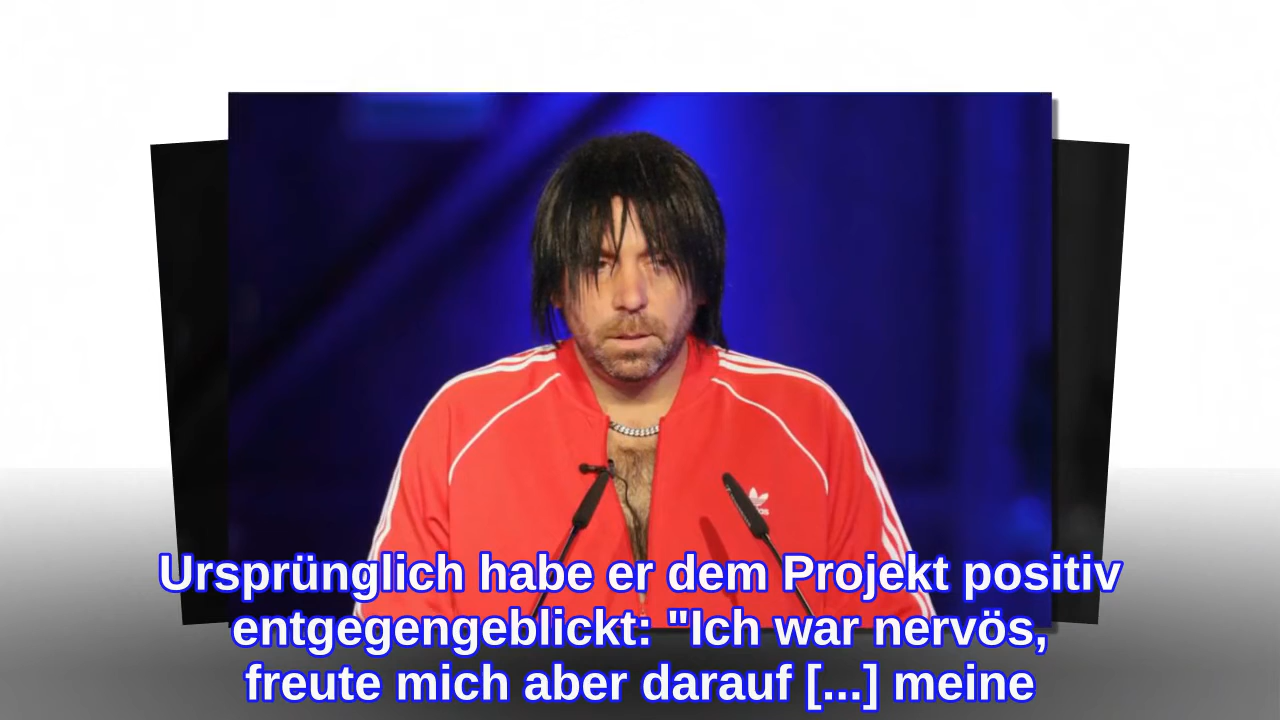 Ursprünglich habe er dem Projekt positiv
entgegengeblickt: "Ich war nervös,
freute mich aber darauf [...] meine